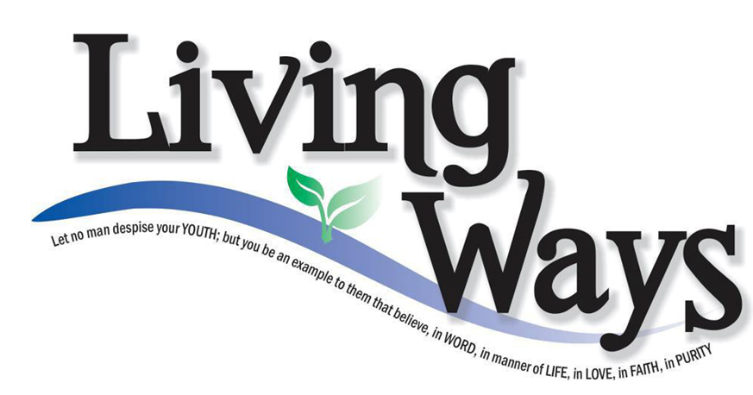 Living
Ways
Let no man despise your YOUTH; but you be an example to them that believe, in WORD, in manner of LIFE, in LOVE, in FAITH, in PURITY